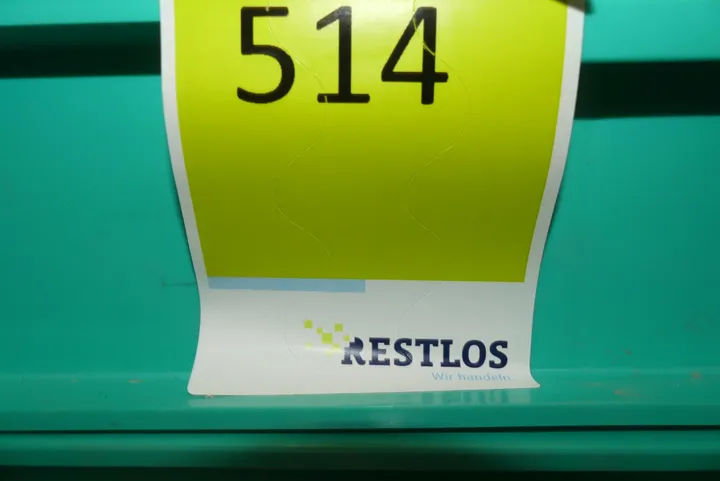 514
RESTLOS
Wir handeln